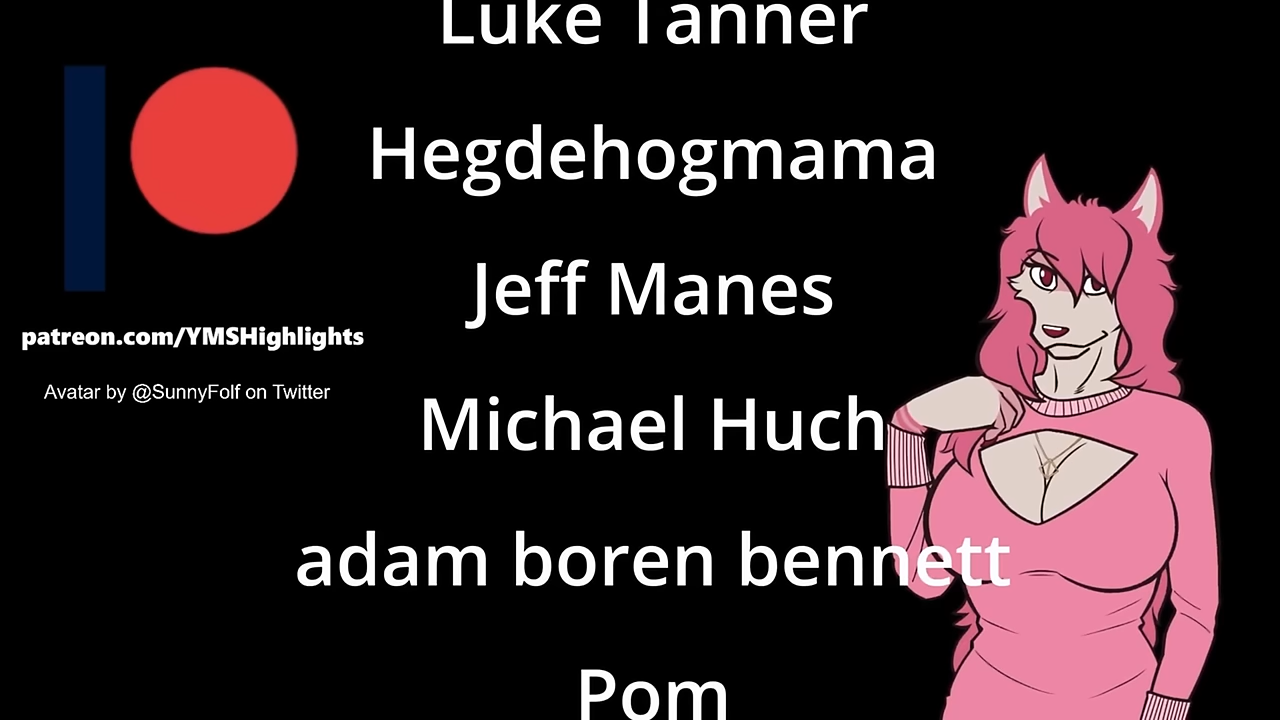 Luke Tanner
Hegdehogmama
Jeff Manes
patreon.com/YMSHighlights
Avatar by @SunnyFolf on Twitter
Michael Huch
adam boren bennett
Pom